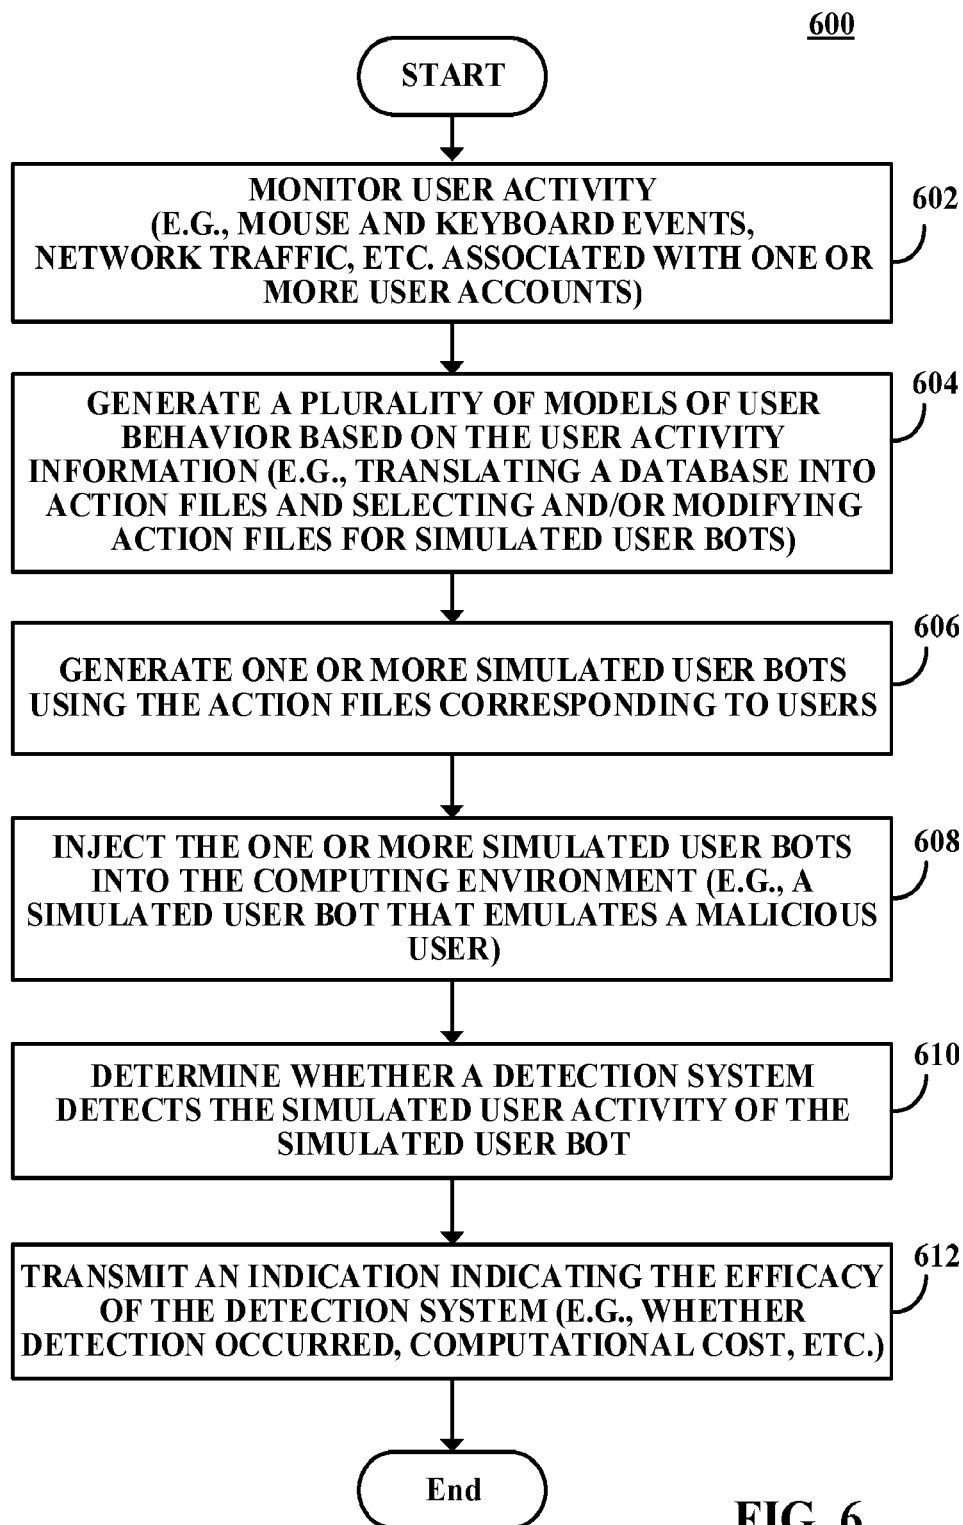 600
START
MONITOR USER ACTIVITY
(E.G., MOUSE AND KEYBOARD EVENTS,
NETWORK TRAFFIC, ETC. ASSOCIATED WITH ONE OR
MORE USER ACCOUNTS)
602
GENERATE A PLURALITY OF MODELS OF USER
BEHAVIOR BASED ON THE USER ACTIVITY
INFORMATION (E.G., TRANSLATING A DATABASE INTO
ACTION FILES AND SELECTING AND/OR MODIFYING
ACTION FILES FOR SIMULATED USER BOTS)
604
GENERATE ONE OR MORE SIMULATED USER BOTS
USING THE ACTION FILES CORRESPONDING TO USERS
606
INJECT THE ONE OR MORE SIMULATED USER BOTS
INTO THE COMPUTING ENVIRONMENT (E.G., A
SIMULATED USER BOT THAT EMULATES A MALICIOUS
USER)
608
DETERMINE WHETHER A DETECTION SYSTEM
DETECTS THE SIMULATED USER ACTIVITY OF THE
SIMULATED USER BOT
610
TRANSMIT AN INDICATION INDICATING THE EFFICACY
OF THE DETECTION SYSTEM (E.G., WHETHER
DETECTION OCCURRED, COMPUTATIONAL COST, ETC.)
612
End
FIG. 6